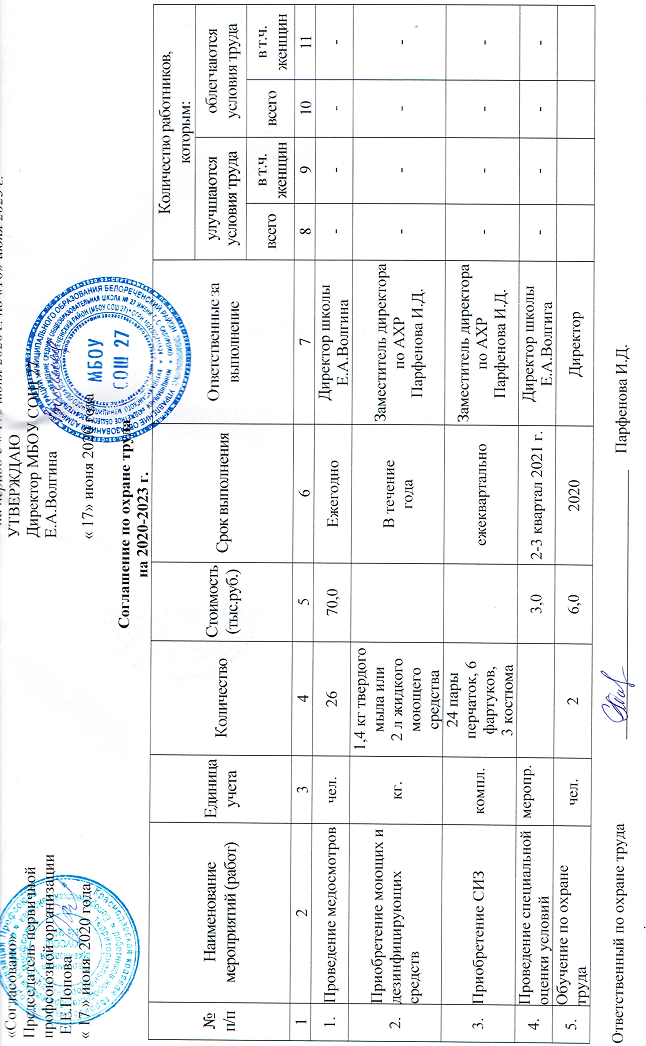 «Согласовано»
Председатель первичной
профсоюзной организации
Е.Е.Попова
« 17 » июня 2020 года
УТВЕРЖДАЮ
Директор МБОУ СОШ 27
Е.А.Волгина
« 17» июня 2020 года
МБОУ
СОШ 27
Соглашение по охране труда
на 2020-2023 г.
№ п/п | Наименование мероприятий (работ) | Единица учета | Количество | Стоимость (тыс.руб.) | Срок выполнения | Ответственные за выполнение | Количество работников, которым:
улучшаются условия труда | облегчаются условия труда
всего | в т.ч. женщин | всего | в т.ч. женщин
1 | 2 | 3 | 4 | 5 | 6 | 7 | 8 | 9 | 10 | 11
1. | Проведение медосмотров | чел. | 26 | 70,0 | Ежегодно | Директор школы Е.А.Волгина | - | - | - | -
2. | Приобретение моющих и дезинфицирующих средств | кг. | 1,4 кг твердого мыла или 2 л жидкого моющего средства | | В течение года | Заместитель директора по АХР Парфенова И.Д. | - | - | - | -
3. | Приобретение СИЗ | компл. | 24 пары перчаток, 6 фартуков, 3 костюма | | ежеквартально | Заместитель директора по АХР Парфенова И.Д. | - | - | - | -
4. | Проведение специальной оценки условий | меропр. | | 3,0 | 2-3 квартал 2021 г. | Директор школы Е.А.Волгига | - | - | - | -
5. | Обучение по охране труда | чел. | 2 | 6,0 | 2020 | Директор
Ответственный по охране труда Парфенова И.Д.